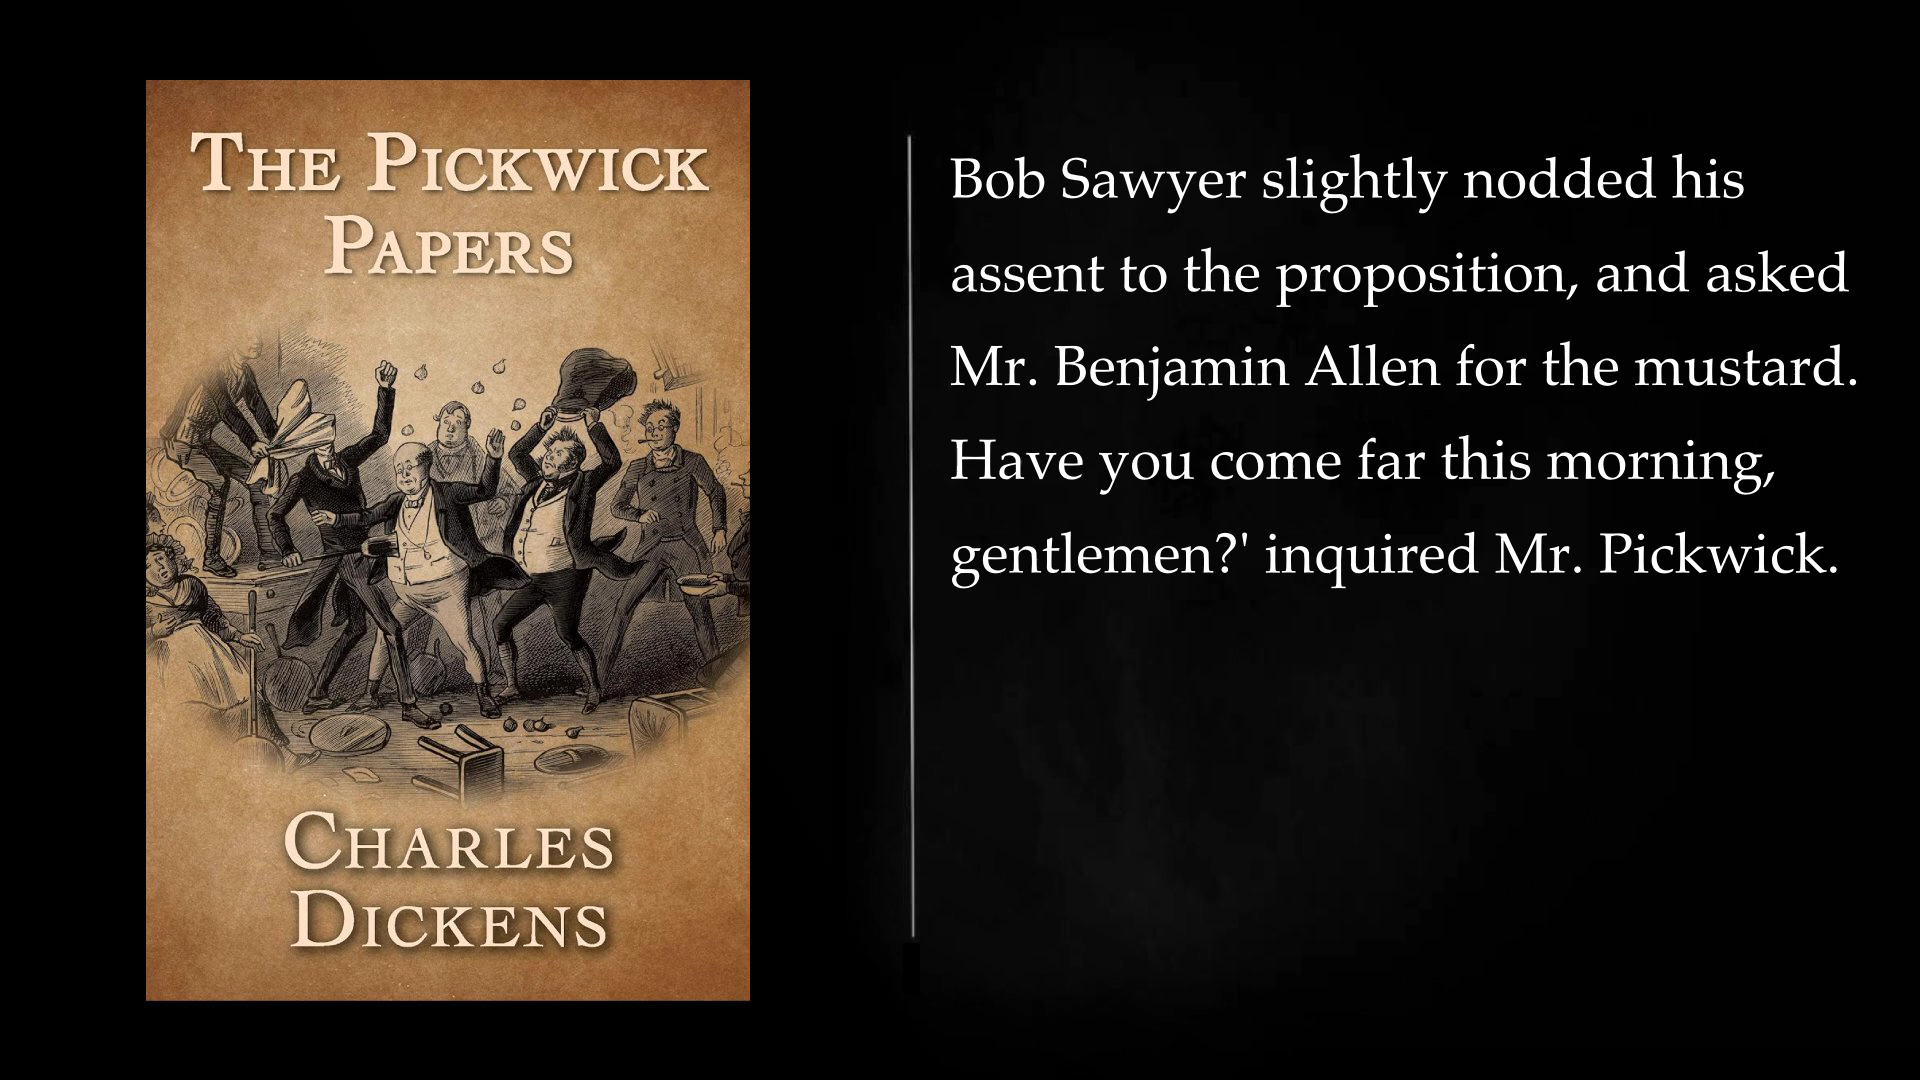 The Pickwick
Papers
Charles
Dickens
Bob Sawyer slightly nodded his
assent to the proposition, and asked
Mr. Benjamin Allen for the mustard.
Have you come far this morning,
gentlemen?' inquired Mr. Pickwick.